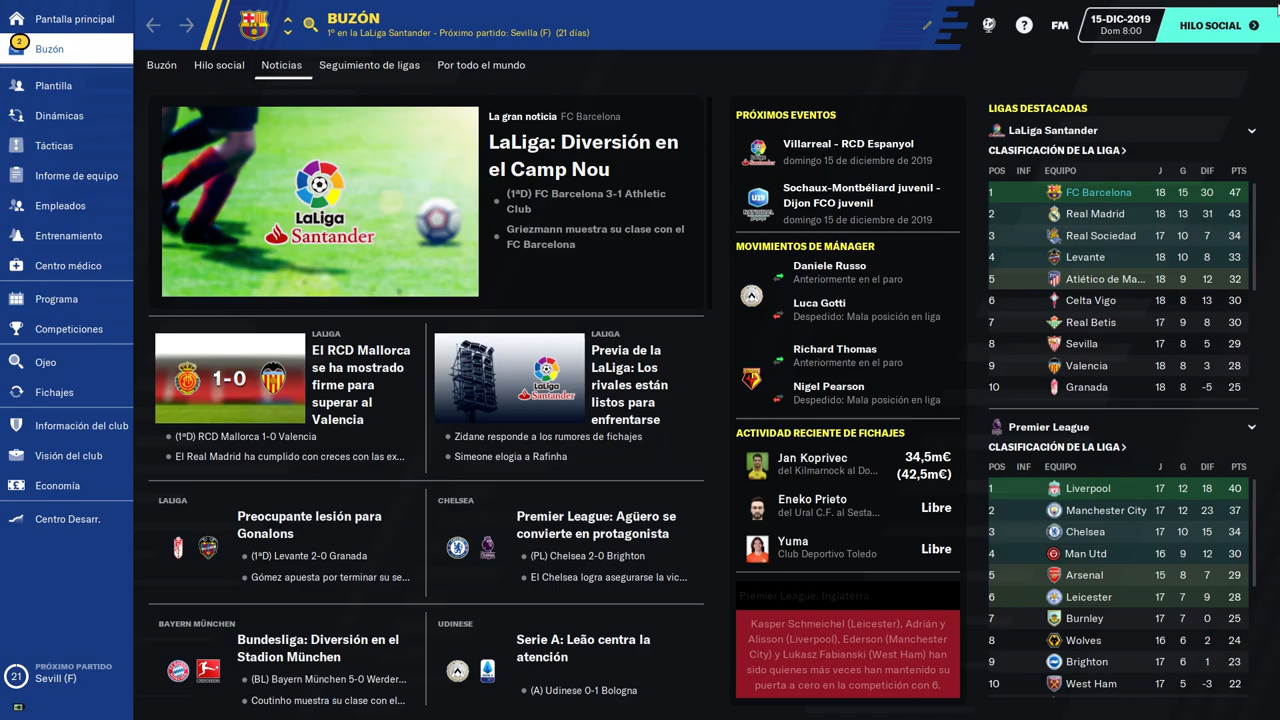 Pantalla principal
2
Buzón
Plantilla
Dinámicas
Tácticas
Informe de equipo
Empleados
Entrenamiento
Centro médico
Programa
Competiciones
Ojeo
Fichajes
Información del club
Visión del club
Economía
Centro Desarr.
21
PRÓXIMO PARTIDO
Sevill (F)
BUZÓN
1º en la LaLiga Santander - Próximo partido: Sevilla (F) (21 días)
FM
15-DIC-2019
Dom 8:00
HILO SOCIAL
Buzón
Hilo social
Noticias
Seguimiento de ligas
Por todo el mundo
LaLiga
Santander
La gran noticia FC Barcelona
LaLiga: Diversión en
el Camp Nou
(1ªD) FC Barcelona 3-1 Athletic
Club
Griezmann muestra su clase con el
FC Barcelona
1-0
LALIGA
El RCD Mallorca
se ha mostrado
firme para
superar al
Valencia
(1ªD) RCD Mallorca 1-0 Valencia
El Real Madrid ha cumplido con creces con las ex...
LaLiga
Santander
LALIGA
Previa de la
LaLiga: Los
rivales están
listos para
enfrentarse
Zidane responde a los rumores de fichajes
Simeone elogia a Rafinha
LALIGA
Preocupante lesión para
Gonalons
(1ªD) Levante 2-0 Granada
Gómez apuesta por terminar su se...
CHELSEA
Premier League: Agüero se
convierte en protagonista
(PL) Chelsea 2-0 Brighton
El Chelsea logra asegurarse la vic...
BAYERN MÜNCHEN
Bundesliga: Diversión en el
Stadion München
(BL) Bayern München 5-0 Werder...
Coutinho muestra su clase con el...
UDINESE
Serie A: Leão centra la
atención
(A) Udinese 0-1 Bologna
PRÓXIMOS EVENTOS
Villarreal - RCD Espanyol
domingo 15 de diciembre de 2019
U19
NATIONAL
Sochaux-Montbéliard juvenil -
Dijon FCO juvenil
domingo 15 de diciembre de 2019
MOVIMIENTOS DE MÁNAGER
Daniele Russo
Anteriormente en el paro
Luca Gotti
Despedido: Mala posición en liga
Richard Thomas
Anteriormente en el paro
Nigel Pearson
Despedido: Mala posición en liga
ACTIVIDAD RECIENTE DE FICHAJES
Jan Koprivec
del Kilmarnock al Do...
34,5m€
(42,5m€)
Eneko Prieto
del Ural C.F. al Sesta...
Libre
Yuma
Club Deportivo Toledo
Libre
Premier League: Inglaterra
Kasper Schmeichel (Leicester), Adrián y
Alisson (Liverpool), Ederson (Manchester
City) y Lukasz Fabianski (West Ham) han
sido quienes más veces han mantenido su
puerta a cero en la competición con 6.
LIGAS DESTACADAS
LaLiga Santander
CLASIFICACIÓN DE LA LIGA
POS INF EQUIPO J G DIF PTS
1 FC Barcelona 18 15 30 47
2 Real Madrid 18 13 31 43
3 Real Sociedad 17 10 7 34
4 Levante 18 10 8 33
5 Atlético de Ma... 18 9 12 32
6 Celta Vigo 18 8 13 30
7 Real Betis 17 9 8 30
8 Sevilla 17 8 5 29
9 Valencia 18 8 3 28
10 Granada 18 8 -5 25
Premier League
CLASIFICACIÓN DE LA LIGA
POS INF EQUIPO J G DIF PTS
1 Liverpool 17 12 18 40
2 Manchester City 17 12 23 37
3 Chelsea 17 10 15 34
4 Man Utd 16 9 12 30
5 Arsenal 15 8 7 29
6 Leicester 17 7 9 28
7 Burnley 17 7 0 25
8 Wolves 16 6 2 24
9 Brighton 17 6 1 23
10 West Ham 17 5 -3 22